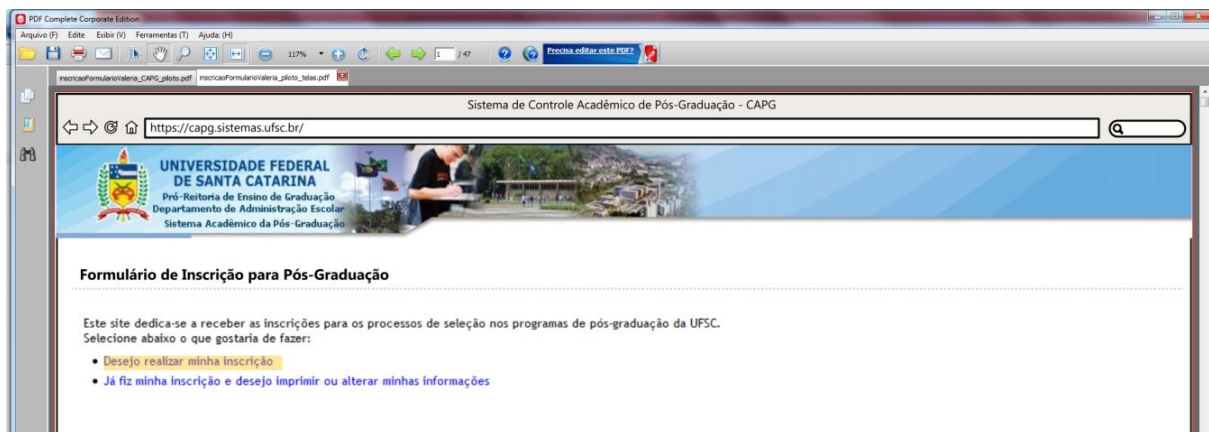 PDF Complete Corporate Edition
Arquivo (F) Edite Exibir (V) Ferramentas (T) Ajuda: (H)
117% 1 / 47 Precisa editar este PDF?
inscricaoFormularioValeria_CAPG_piloto.pdf inscricaoFormularioValeria_piloto_telas.pdf
Sistema de Controle Acadêmico de Pós-Graduação - CAPG
https://capg.sistemas.ufsc.br/
UNIVERSIDADE FEDERAL
DE SANTA CATARINA
Pró-Reitoria de Ensino de Graduação
Departamento de Administração Escolar
Sistema Acadêmico da Pós-Graduação
Formulário de Inscrição para Pós-Graduação
Este site dedica-se a receber as inscrições para os processos de seleção nos programas de pós-graduação da UFSC.
Selecione abaixo o que gostaria de fazer:
• Desejo realizar minha inscrição
• Já fiz minha inscrição e desejo imprimir ou alterar minhas informações